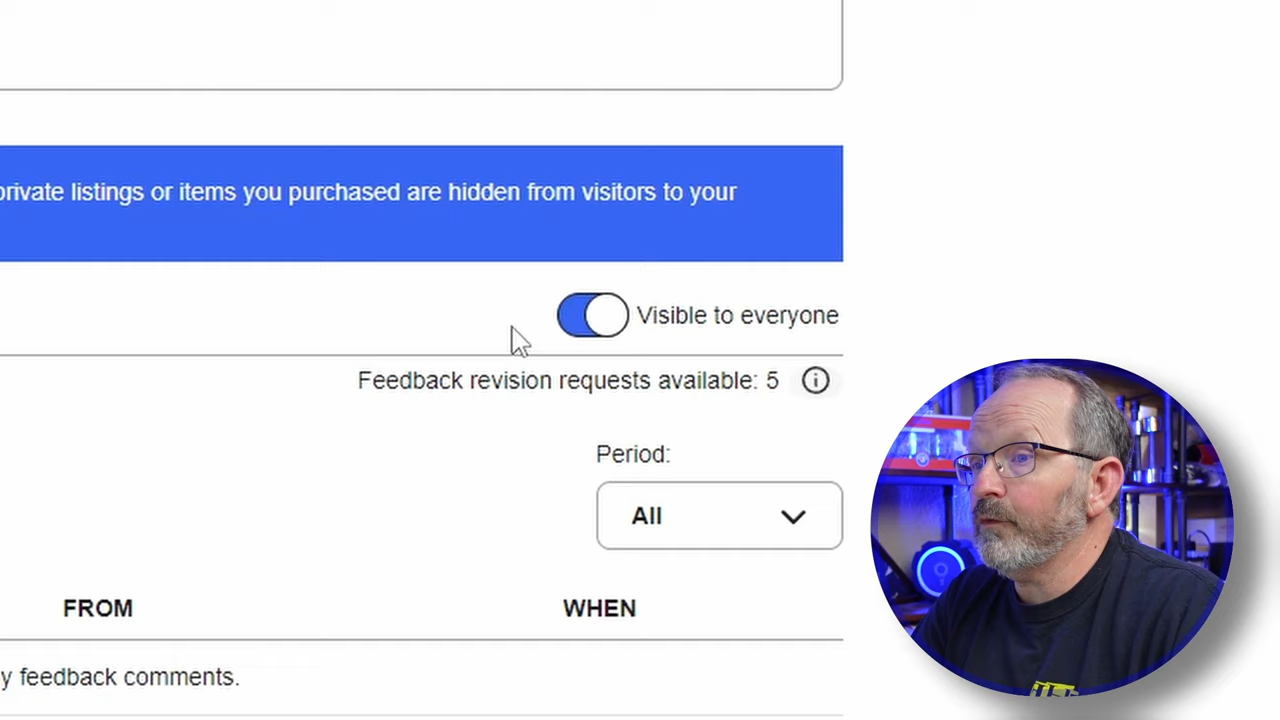 private listings or items you purchased are hidden from visitors to your
Visible to everyone
Feedback revision requests available: 5
Period:
All
FROM WHEN
y feedback comments.